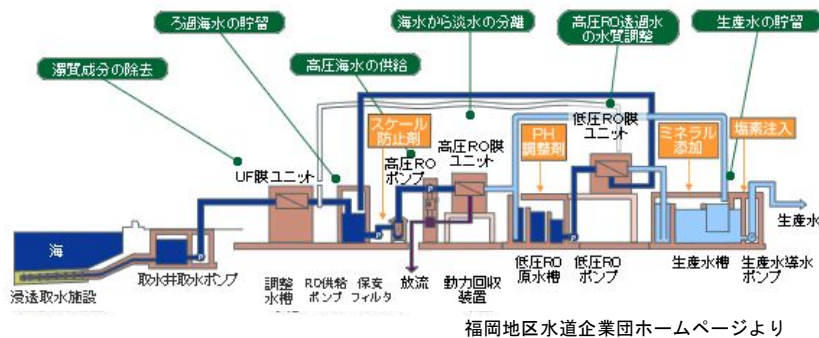 ろ過海水の貯留
海水から淡水の分離
高圧RO透過水
の水質調整
生産水の貯留
濁質成分の除去
高圧海水の供給
スケール
防止剤
高圧RO
ポンプ
高圧RO膜
ユニット
PH
調整剤
低圧RO膜
ユニット
ミネラル
添加
塩素注入
UF膜ユニット
海
生産水
浸透取水施設
取水井取水ポンプ
調整
水槽
RO供給
ポンプ
保安
フィルタ
放流
動力回収
装置
低圧RO
原水槽
低圧RO
ポンプ
生産水槽
生産水導水
ポンプ
福岡地区水道企業団ホームページより